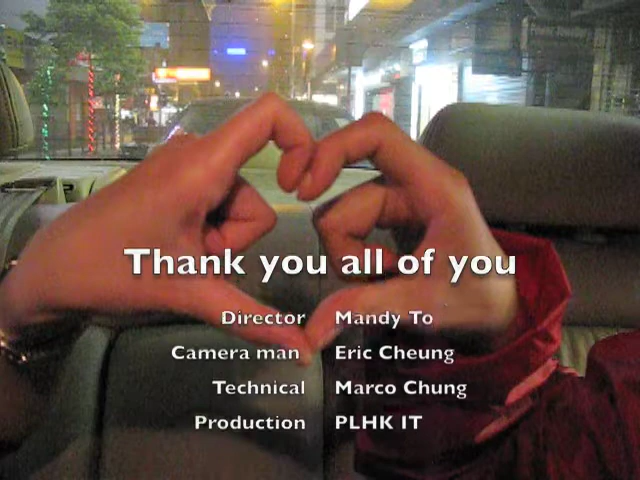 Thank you all of you
Director Mandy To
Camera man Eric Cheung
Technical Marco Chung
Production PLHK IT